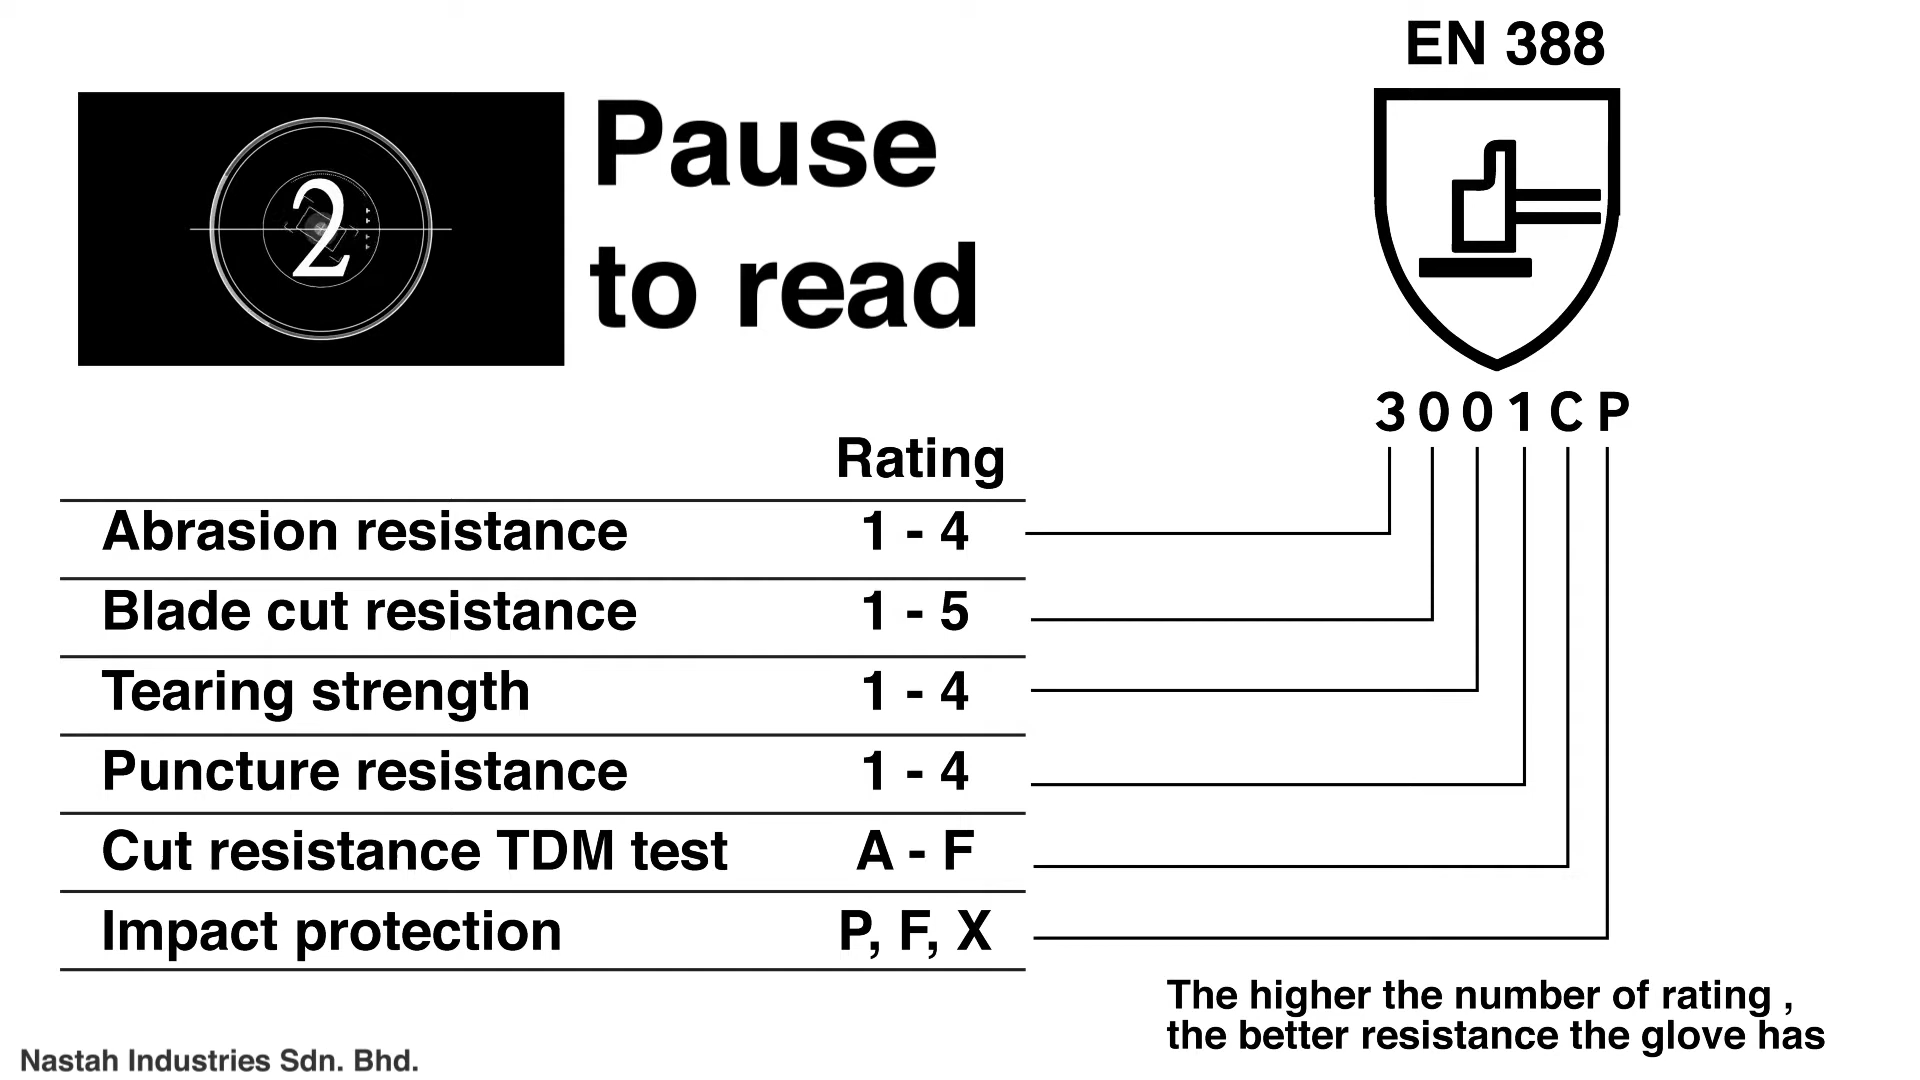 EN 388
2
Pause
to read
3 0 0 1 C P
Rating
Abrasion resistance 1 - 4
Blade cut resistance 1 - 5
Tearing strength 1 - 4
Puncture resistance 1 - 4
Cut resistance TDM test A - F
Impact protection P, F, X
The higher the number of rating ,
the better resistance the glove has
Nastah Industries Sdn. Bhd.